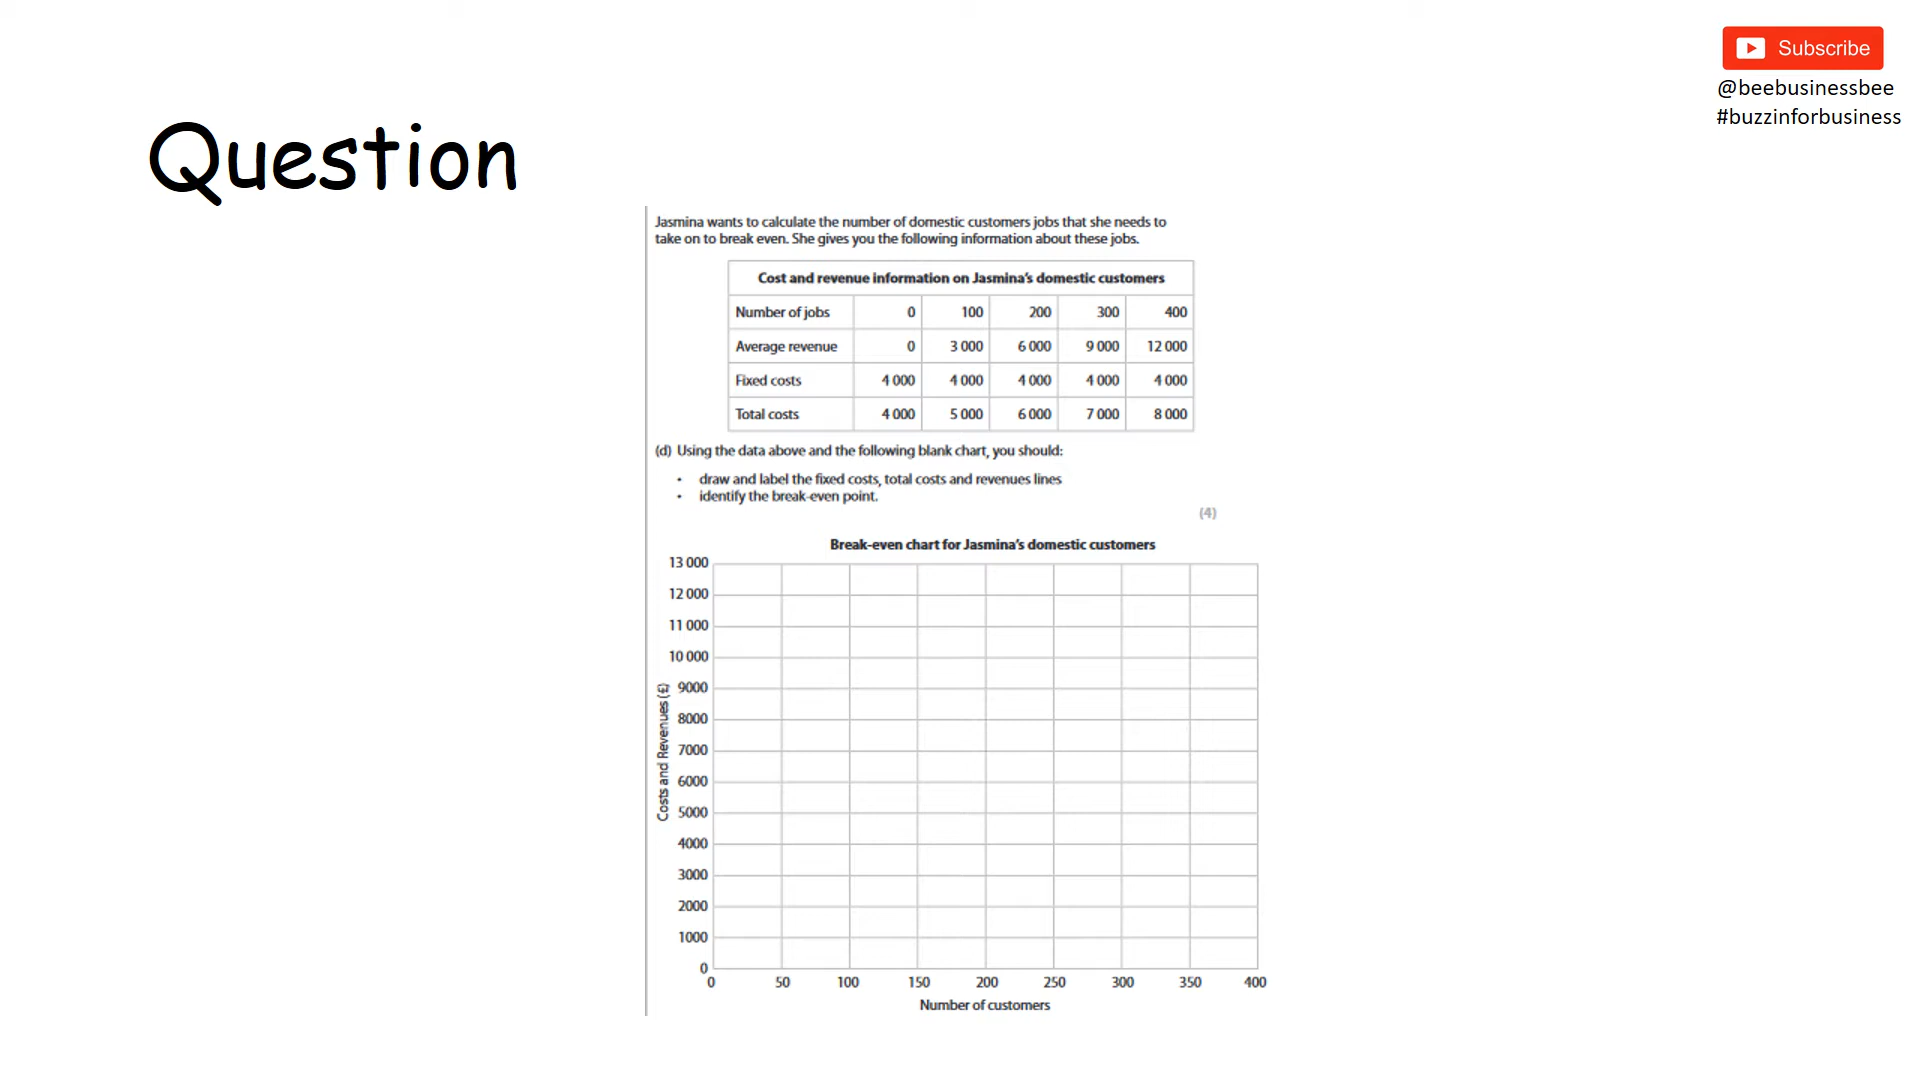 Subscribe
@beebusinessbee
#buzzinforbusiness
Question
Jasmina wants to calculate the number of domestic customers jobs that she needs to
take on to break even. She gives you the following information about these jobs.
Cost and revenue information on Jasmina's domestic customers
Number of jobs 0 100 200 300 400
Average revenue 0 3 000 6 000 9 000 12 000
Fixed costs 4 000 4 000 4 000 4 000 4 000
Total costs 4 000 5 000 6 000 7 000 8 000
(d) Using the data above and the following blank chart, you should:
• draw and label the fixed costs, total costs and revenues lines
• identify the break-even point.
(4)
Break-even chart for Jasmina's domestic customers
Costs and Revenues (£)
13 000
12 000
11 000
10 000
9000
8000
7000
6000
5000
4000
3000
2000
1000
0
0 50 100 150 200 250 300 350 400
Number of customers